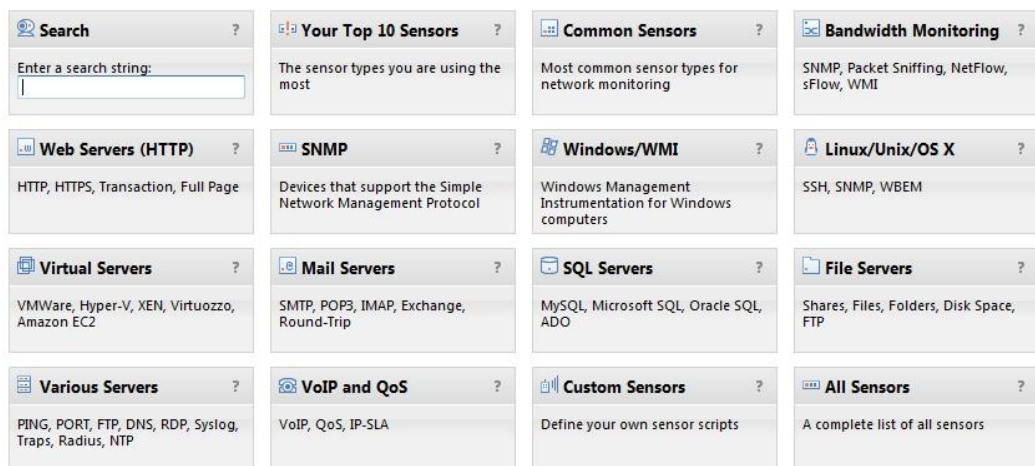 Search ?
Enter a search string:
Your Top 10 Sensors ?
The sensor types you are using the
most
Common Sensors ?
Most common sensor types for
network monitoring
Bandwidth Monitoring ?
SNMP, Packet Sniffing, NetFlow,
sFlow, WMI
Web Servers (HTTP) ?
HTTP, HTTPS, Transaction, Full Page
SNMP ?
Devices that support the Simple
Network Management Protocol
Windows/WMI ?
Windows Management
Instrumentation for Windows
computers
Linux/Unix/OS X ?
SSH, SNMP, WBEM
Virtual Servers ?
VMWare, Hyper-V, XEN, Virtuozzo,
Amazon EC2
Mail Servers ?
SMTP, POP3, IMAP, Exchange,
Round-Trip
SQL Servers ?
MySQL, Microsoft SQL, Oracle SQL,
ADO
File Servers ?
Shares, Files, Folders, Disk Space,
FTP
Various Servers ?
PING, PORT, FTP, DNS, RDP, Syslog,
Traps, Radius, NTP
VoIP and QoS ?
VoIP, QoS, IP-SLA
Custom Sensors ?
Define your own sensor scripts
All Sensors ?
A complete list of all sensors